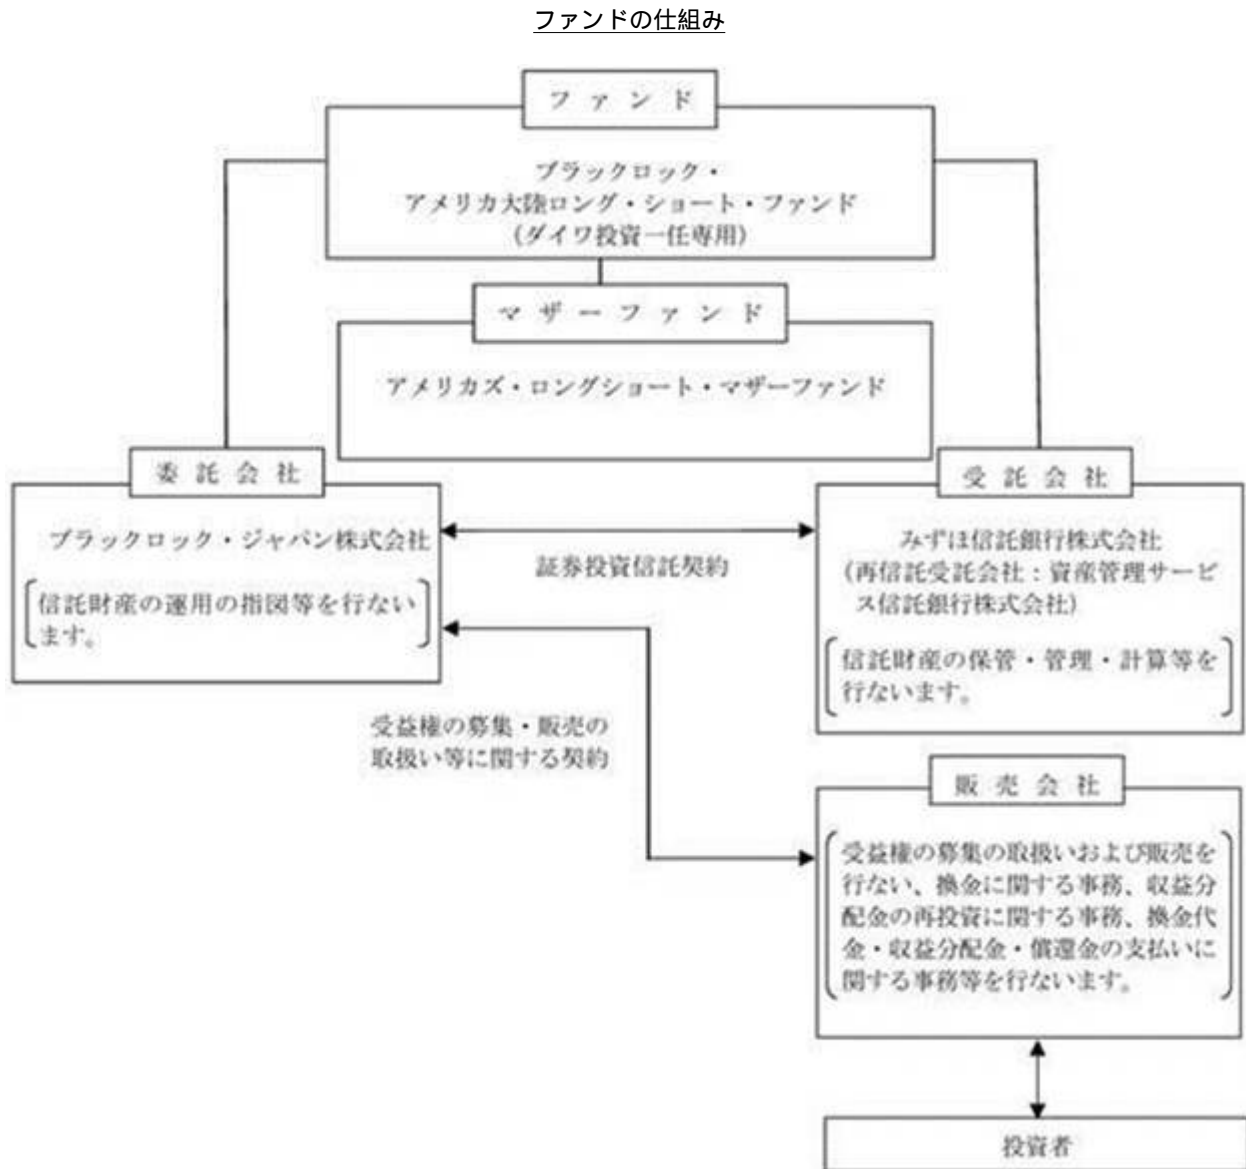 ファンドの仕組み
ファンド
ブラックロック・
アメリカ大陸ロング・ショート・ファンド
(ダイワ投資一任専用)
マザーファンド
アメリカズ・ロングショート・マザーファンド
委託会社
ブラックロック・ジャパン株式会社
信託財産の運用の指図等を行ない
ます。
証券投資信託契約
受託会社
みずほ信託銀行株式会社
(再信託受託会社：資産管理サービ
ス信託銀行株式会社)
信託財産の保管・管理・計算等を
行ないます。
受益権の募集・販売の
取扱い等に関する契約
販売会社
受益権の募集の取扱いおよび販売を
行ない、換金に関する事務、収益分
配金の再投資に関する事務、換金代
金・収益分配金・償還金の支払いに
関する事務等を行ないます。
投資者